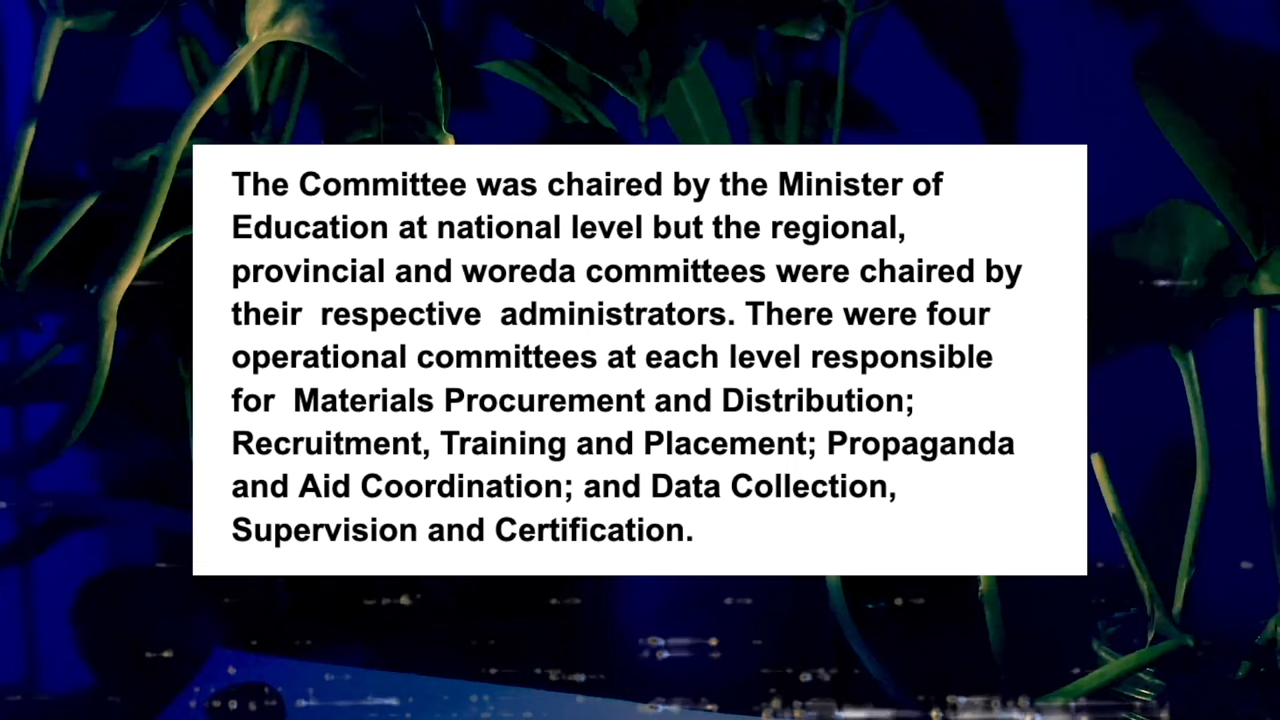 The Committee was chaired by the Minister of
Education at national level but the regional,
provincial and woreda committees were chaired by
their respective administrators. There were four
operational committees at each level responsible
for Materials Procurement and Distribution;
Recruitment, Training and Placement; Propaganda
and Aid Coordination; and Data Collection,
Supervision and Certification.